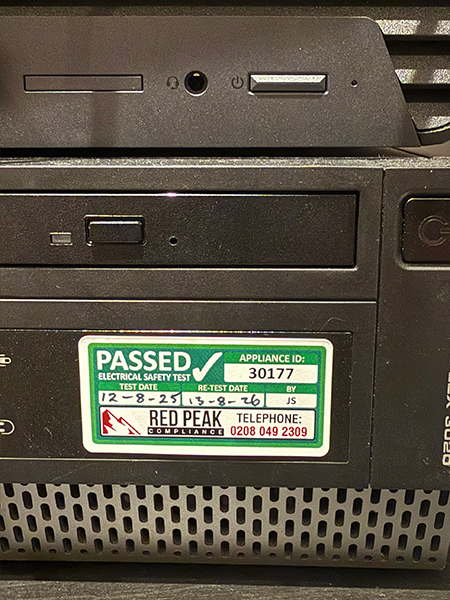 PASSED
ELECTRICAL SAFETY TEST
APPLIANCE ID:
30177
TEST DATE RE-TEST DATE BY
12-8-25 13-8-26 JS
RED PEAK
COMPLIANCE
TELEPHONE:
0208 049 2309